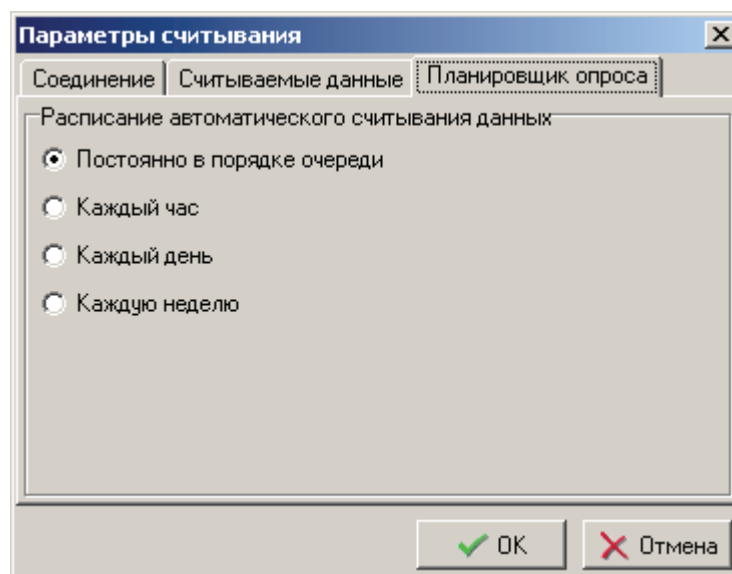 Параметры считывания
Соединение Считываемые данные Планировщик опроса
Расписание автоматического считывания данных
Постоянно в порядке очереди
Каждый час
Каждый день
Каждую неделю
OK Отмена